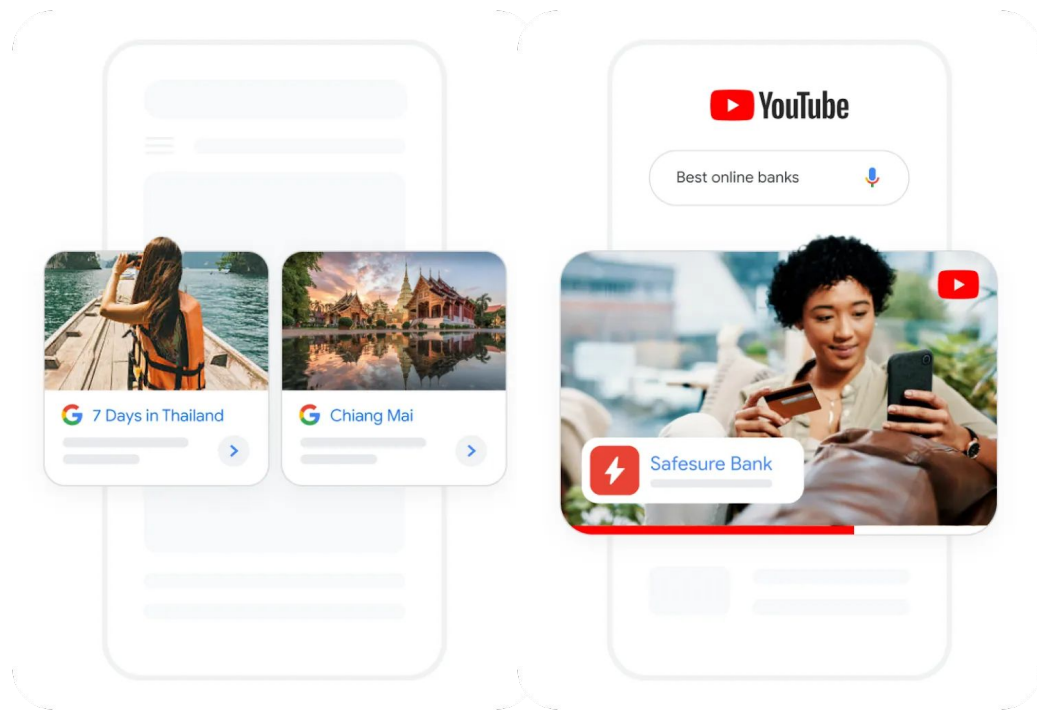 7 Days in Thailand
Chiang Mai
YouTube
Best online banks
Safesure Bank